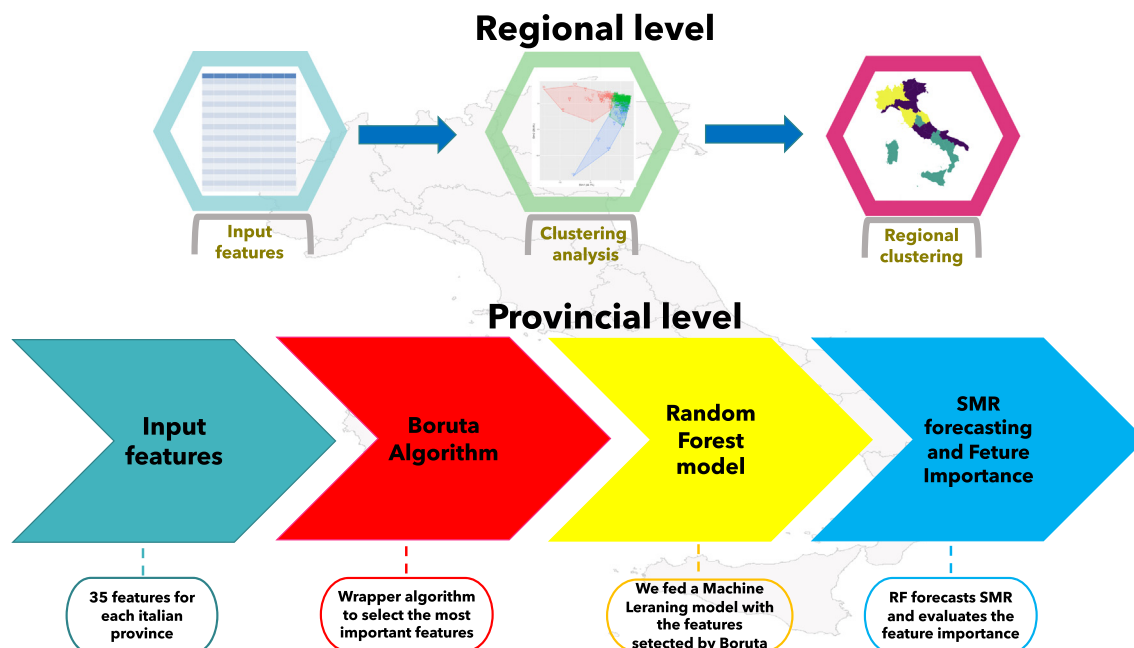 Regional level
Input
features
Clustering
analysis
Regional
clustering
Provincial level
Input
features
Boruta
Algorithm
Random
Forest
model
SMR
forecasting
and Feture
Importance
35 features for
each italian
province
Wrapper algorithm
to select the most
important features
We fed a Machine
Leraning model with
the features
setected by Boruta
RF forecasts SMR
and evaluates the
feature importance